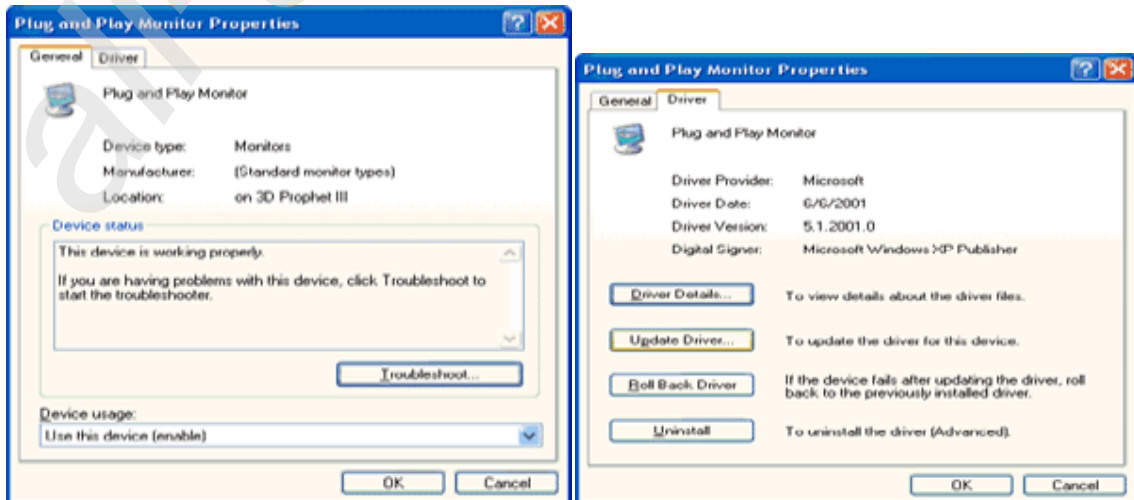 Plug and Play Monitor Properties
General Driver
Plug and Play Monitor
Device type: Monitors
Manufacturer: (Standard monitor types)
Location: on 3D Prophet III
Device status
This device is working properly.
If you are having problems with this device, click Troubleshoot to
start the troubleshooter.
Troubleshoot...
Device usage:
Use this device (enable)
OK Cancel
Plug and Play Monitor Properties
General Driver
Plug and Play Monitor
Driver Provider: Microsoft
Driver Date: 6/6/2001
Driver Version: 5.1.2001.0
Digital Signer: Microsoft Windows XP Publisher
Driver Details... To view details about the driver files.
Update Driver... To update the driver for this device.
Roll Back Driver If the device fails after updating the driver, roll
back to the previously installed driver.
Uninstall To uninstall the driver (Advanced).
OK Cancel